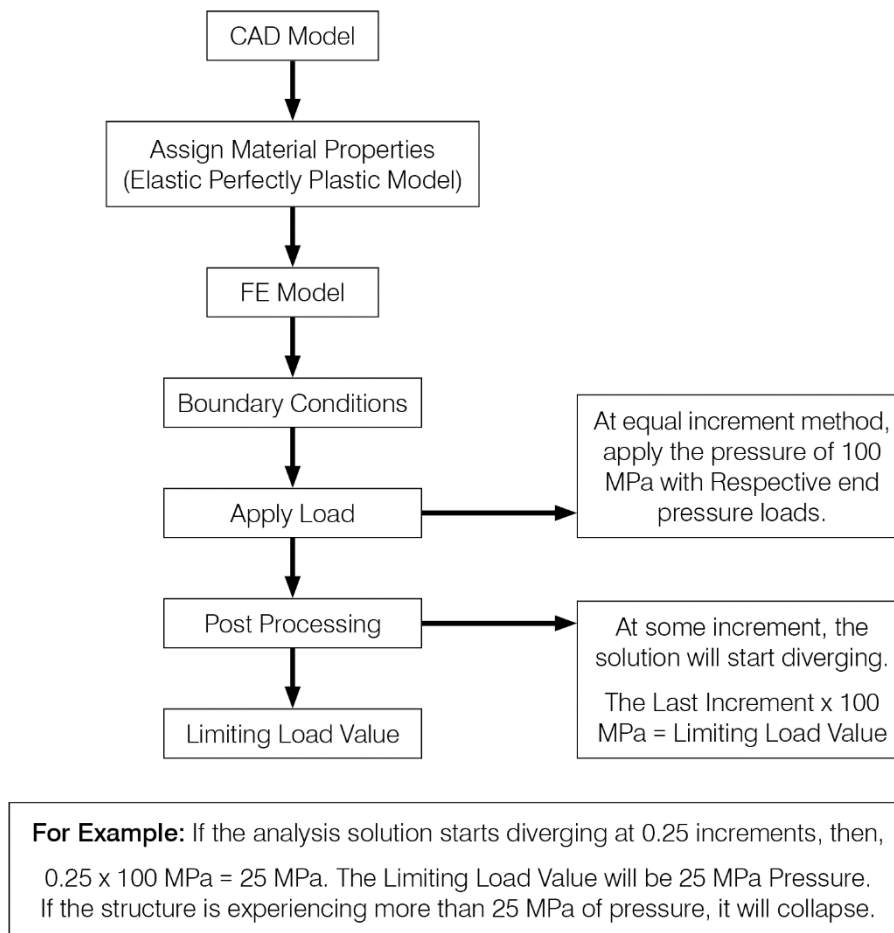 CAD Model
Assign Material Properties
(Elastic Perfectly Plastic Model)
FE Model
Boundary Conditions
Apply Load
At equal increment method,
apply the pressure of 100
MPa with Respective end
pressure loads.
Post Processing
At some increment, the
solution will start diverging.
The Last Increment x 100
MPa = Limiting Load Value
Limiting Load Value
For Example: If the analysis solution starts diverging at 0.25 increments, then,
0.25 x 100 MPa = 25 MPa. The Limiting Load Value will be 25 MPa Pressure.
If the structure is experiencing more than 25 MPa of pressure, it will collapse.